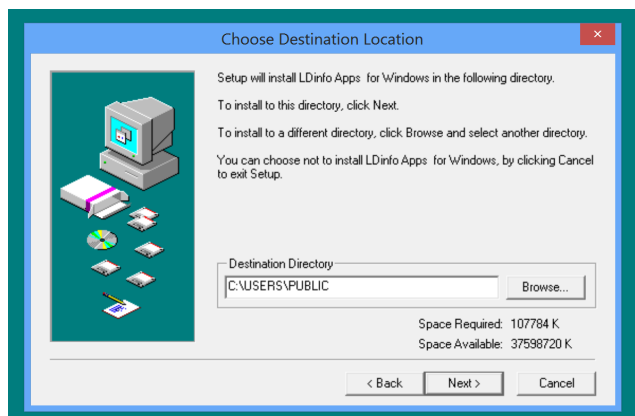 Choose Destination Location
Setup will install LDinfo Apps for Windows in the following directory.
To install to this directory, click Next.
To install to a different directory, click Browse and select another directory.
You can choose not to install LDinfo Apps for Windows, by clicking Cancel
to exit Setup.
Destination Directory
C:\USERS\PUBLIC
Browse...
Space Required: 107784 K
Space Available: 37598720 K
< Back
Next >
Cancel